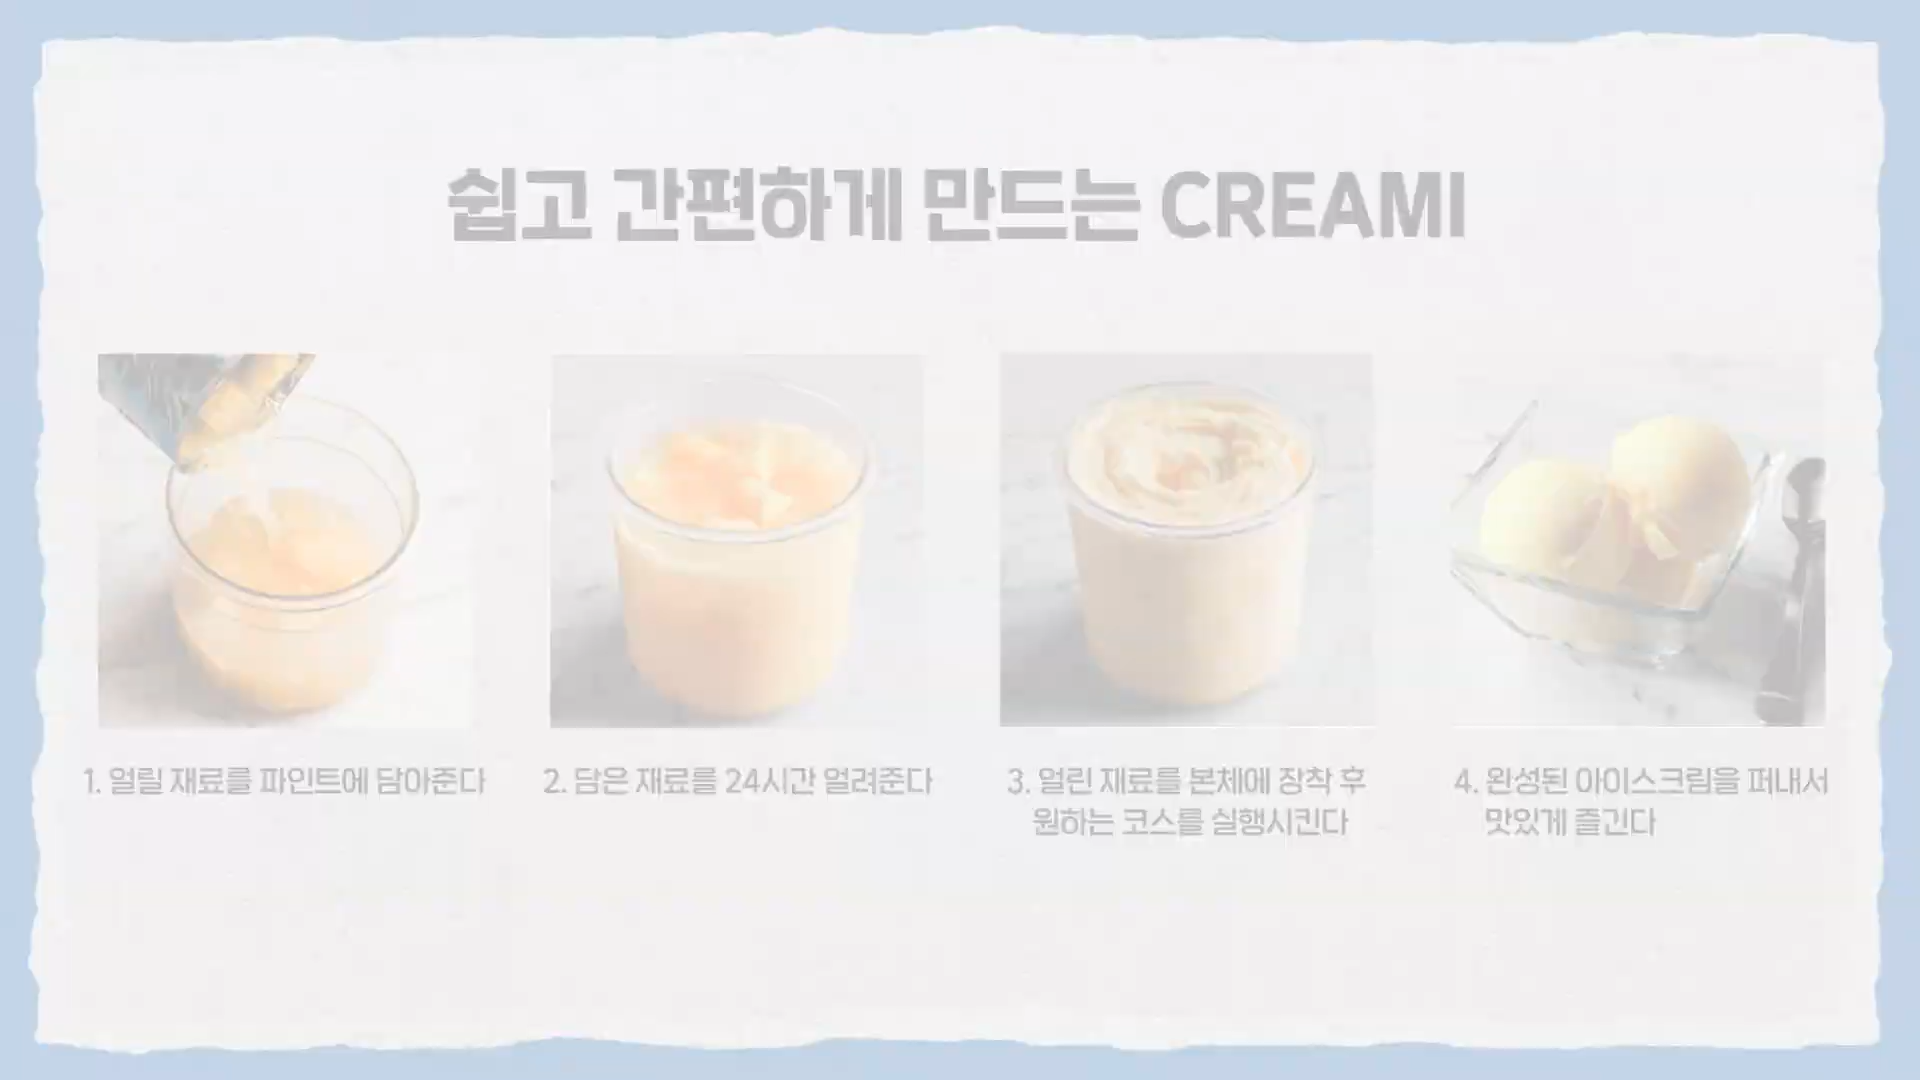 쉽고 간편하게 만드는 CREAMI
1. 얼릴 재료를 파인트에 담아준다
2. 담은 재료를 24시간 얼려준다
3. 얼린 재료를 본체에 장착 후
원하는 코스를 실행시킨다
4. 완성된 아이스크림을 퍼내서
맛있게 즐긴다